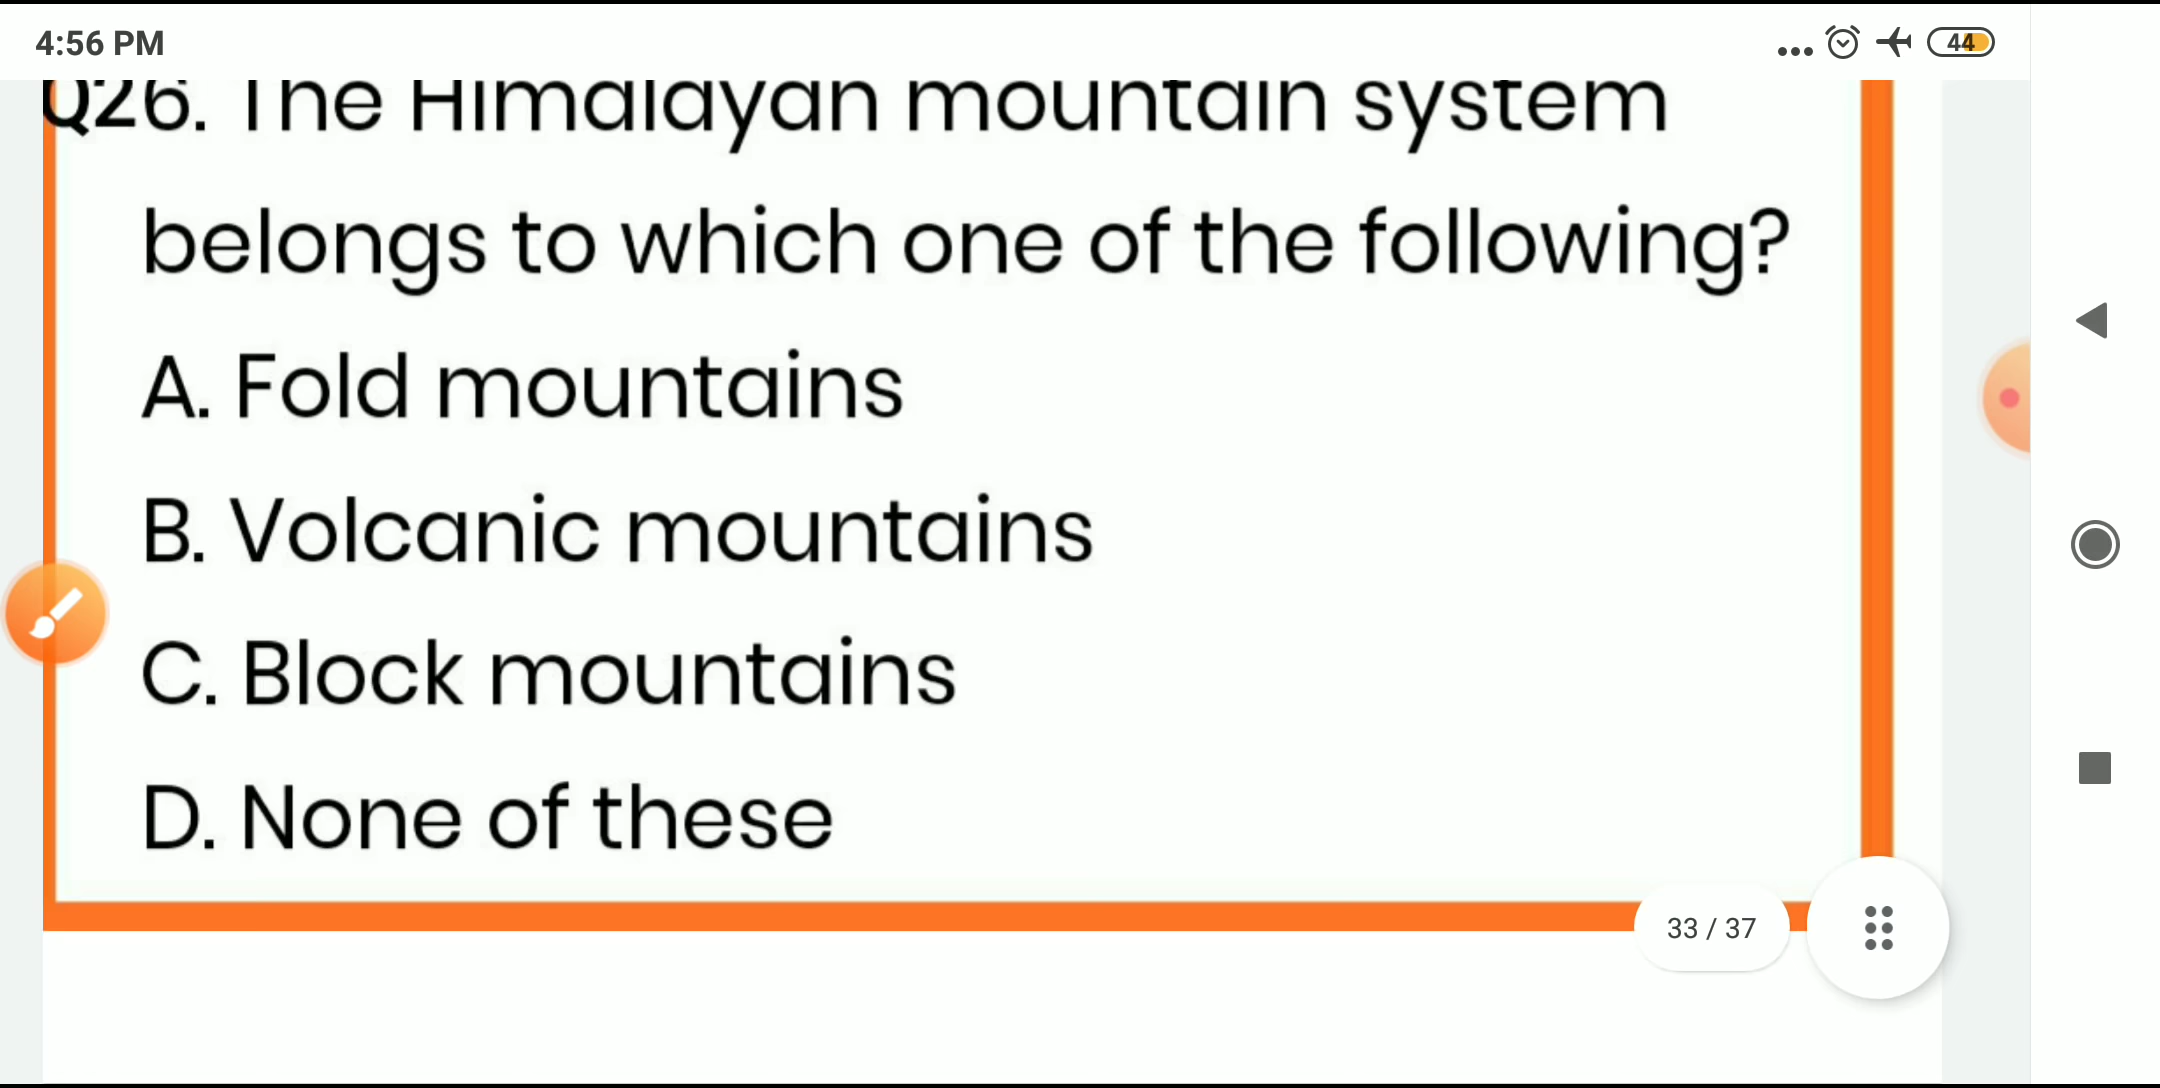 4:56 PM
44
Q26. The Himalayan mountain system
belongs to which one of the following?
A. Fold mountains
B. Volcanic mountains
C. Block mountains
D. None of these
33 / 37